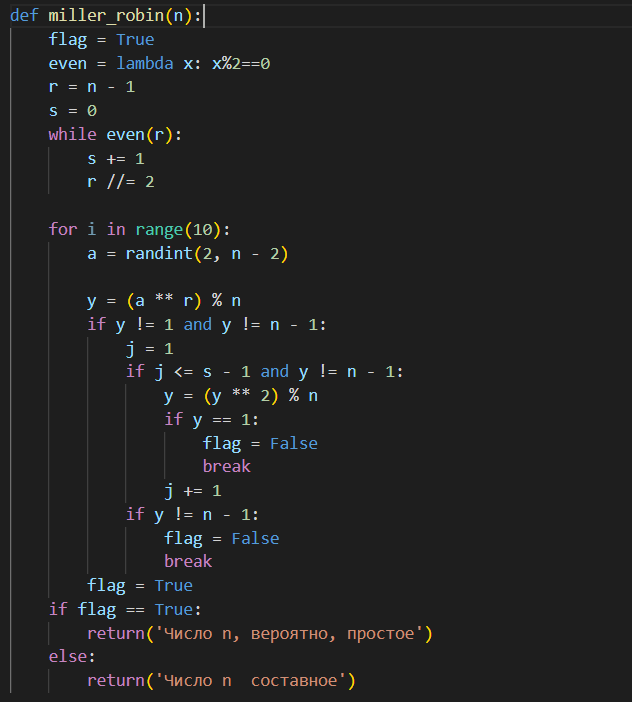 def miller_robin(n):
    flag = True
    even = lambda x: x%2==0
    r = n - 1
    s = 0
    while even(r):
        s += 1
        r //= 2

    for i in range(10):
        a = randint(2, n - 2)

        y = (a ** r) % n
        if y != 1 and y != n - 1:
            j = 1
            if j <= s - 1 and y != n - 1:
                y = (y ** 2) % n
                if y == 1:
                    flag = False
                    break
                j += 1
            if y != n - 1:
                flag = False
                break
        flag = True
    if flag == True:
        return('Число n, вероятно, простое')
    else:
        return('Число n  составное')